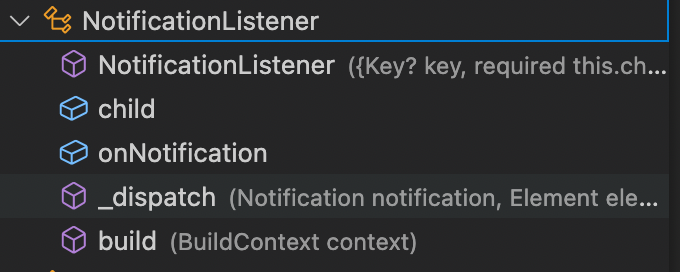 NotificationListener
NotificationListener ({Key? key, required this.ch...
child
onNotification
_dispatch (Notification notification, Element ele...
build (BuildContext context)